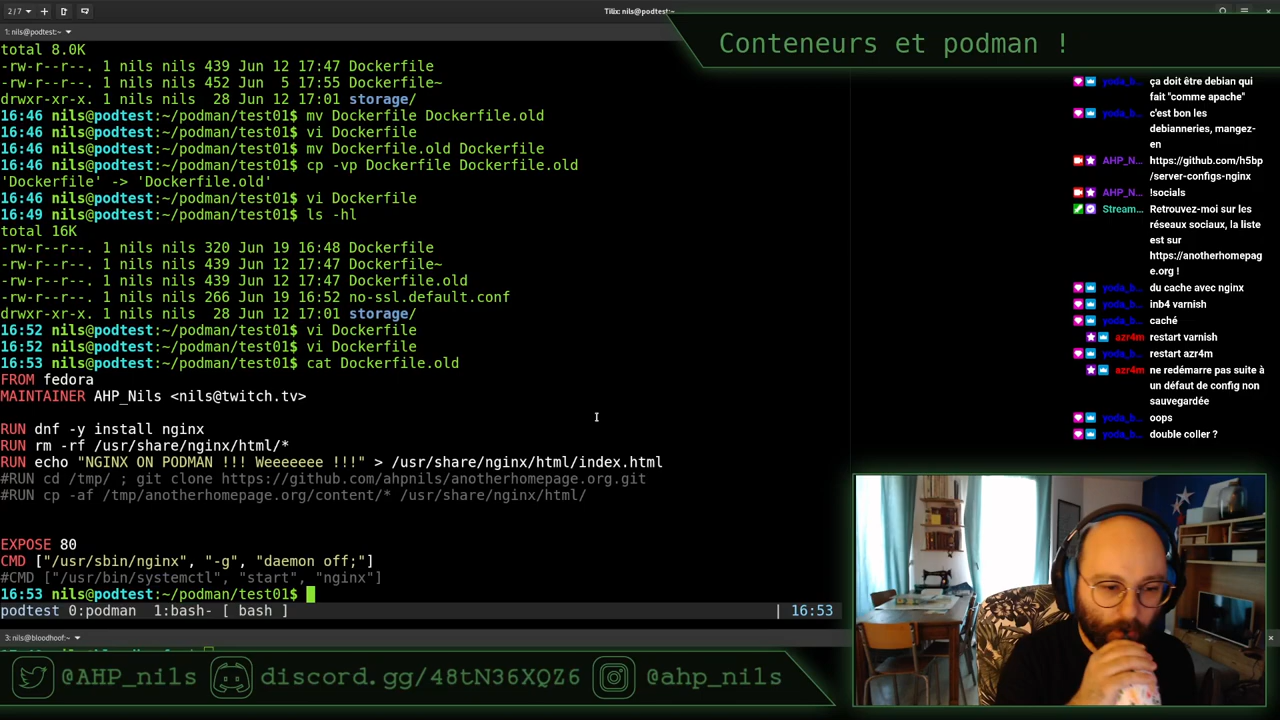 2/7
Tilix: nils@podtest:~
1: nils@podtest:~
Conteneurs et podman !
total 8.0K
-rw-r--r--. 1 nils nils 439 Jun 12 17:47 Dockerfile
-rw-r--r--. 1 nils nils 452 Jun  5 17:55 Dockerfile~
drwxr-xr-x. 1 nils nils  28 Jun 12 17:01 storage/
16:46 nils@podtest:~/podman/test01$ mv Dockerfile Dockerfile.old
16:46 nils@podtest:~/podman/test01$ vi Dockerfile
16:46 nils@podtest:~/podman/test01$ mv Dockerfile.old Dockerfile
16:46 nils@podtest:~/podman/test01$ cp -vp Dockerfile Dockerfile.old
'Dockerfile' -> 'Dockerfile.old'
16:46 nils@podtest:~/podman/test01$ vi Dockerfile
16:49 nils@podtest:~/podman/test01$ ls -hl
total 16K
-rw-r--r--. 1 nils nils 320 Jun 19 16:48 Dockerfile
-rw-r--r--. 1 nils nils 439 Jun 12 17:47 Dockerfile~
-rw-r--r--. 1 nils nils 439 Jun 12 17:47 Dockerfile.old
-rw-r--r--. 1 nils nils 266 Jun 19 16:52 no-ssl.default.conf
drwxr-xr-x. 1 nils nils  28 Jun 12 17:01 storage/
16:52 nils@podtest:~/podman/test01$ vi Dockerfile
16:52 nils@podtest:~/podman/test01$ vi Dockerfile
16:53 nils@podtest:~/podman/test01$ cat Dockerfile.old
FROM fedora
MAINTAINER AHP_Nils <nils@twitch.tv>
RUN dnf -y install nginx
RUN rm -rf /usr/share/nginx/html/*
RUN echo "NGINX ON PODMAN !!! Weeeeeee !!!" > /usr/share/nginx/html/index.html
#RUN cd /tmp/ ; git clone https://github.com/ahpnils/anotherhomepage.org.git
#RUN cp -af /tmp/anotherhomepage.org/content/* /usr/share/nginx/html/
EXPOSE 80
CMD ["/usr/sbin/nginx", "-g", "daemon off;"]
#CMD ["/usr/bin/systemctl", "start", "nginx"]
16:53 nils@podtest:~/podman/test01$
podtest 0:podman  1:bash- [ bash ] | 16:53
3: nils@bloodhoof:~
yoda_b... ça doit être debian qui
fait "comme apache"
yoda_b... c'est bon les
debianneries, mangez-
en
AHP_N... https://github.com/h5bp
/server-configs-nginx
AHP_N... !socials
Stream... Retrouvez-moi sur les
réseaux sociaux, la liste
est sur
https://anotherhomepag
e.org !
yoda_b... du cache avec nginx
yoda_b... inb4 varnish
yoda_b... caché
azr4m restart varnish
yoda_b... restart azr4m
azr4m ne redémarre pas suite à
un défaut de config non
sauvegardée
yoda_b... oops
yoda_b... double colier ?
@AHP_nils
discord.gg/48tN36XQZ6
@ahp_nils